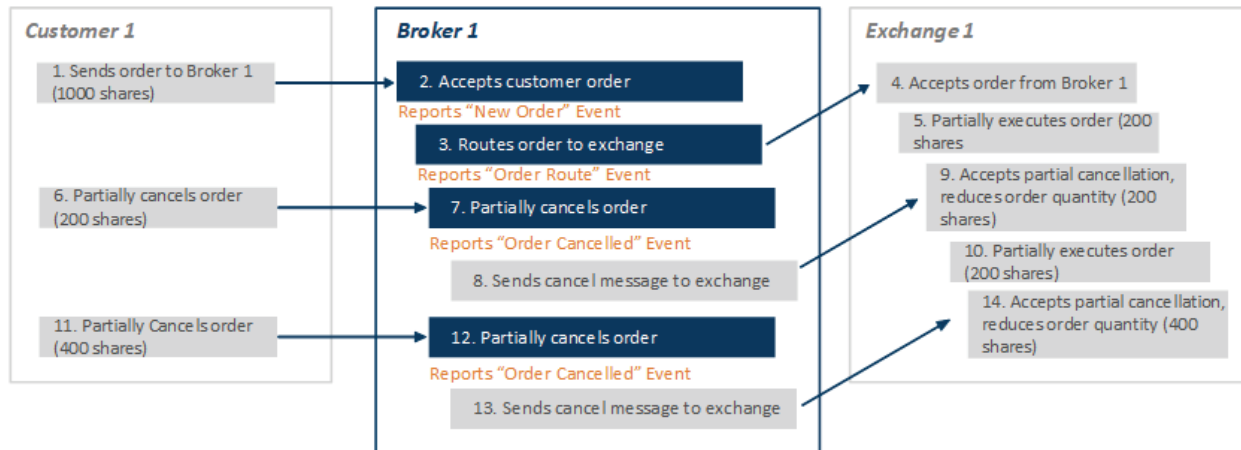 Customer 1
1. Sends order to Broker 1
(1000 shares)
6. Partially cancels order
(200 shares)
11. Partially Cancels order
(400 shares)
Broker 1
2. Accepts customer order
Reports “New Order” Event
3. Routes order to exchange
Reports “Order Route” Event
7. Partially cancels order
Reports “Order Cancelled” Event
8. Sends cancel message to exchange
12. Partially cancels order
Reports “Order Cancelled” Event
13. Sends cancel message to exchange
Exchange 1
4. Accepts order from Broker 1
5. Partially executes order (200
shares
9. Accepts partial cancellation,
reduces order quantity (200
shares)
10. Partially executes order
(200 shares)
14. Accepts partial cancellation,
reduces order quantity (400
shares)